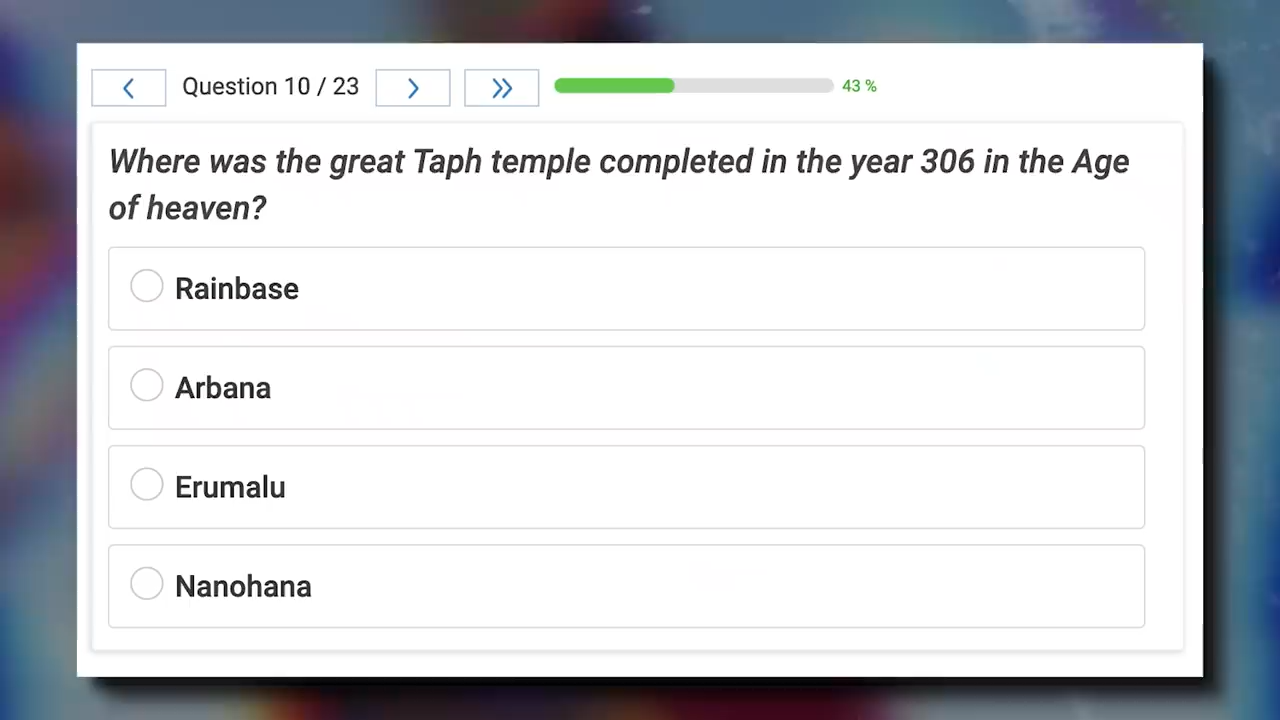 Question 10 / 23
43 %
Where was the great Taph temple completed in the year 306 in the Age
of heaven?
Rainbase
Arbana
Erumalu
Nanohana